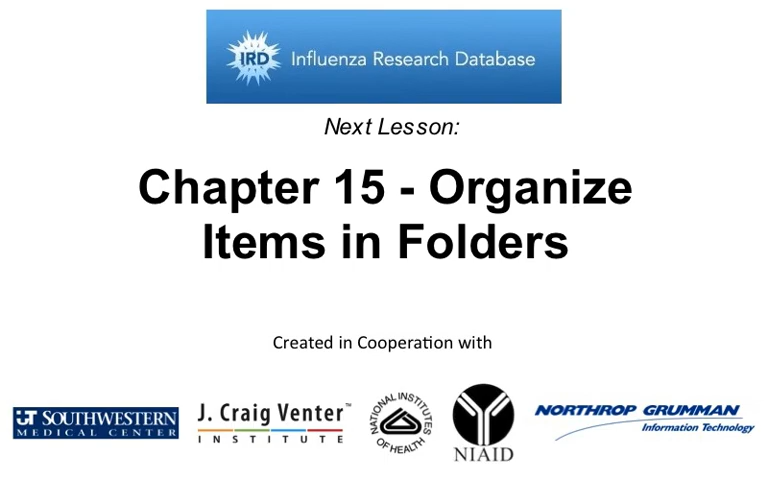 IRD Influenza Research Database
Next Lesson:
Chapter 15 - Organize
Items in Folders
Created in Cooperation with
UT SOUTHWESTERN
MEDICAL CENTER
J. Craig Venter™
INSTITUTE
NATIONAL INSTITUTES
OF HEALTH
NIAID
NORTHROP GRUMMAN
Information Technology